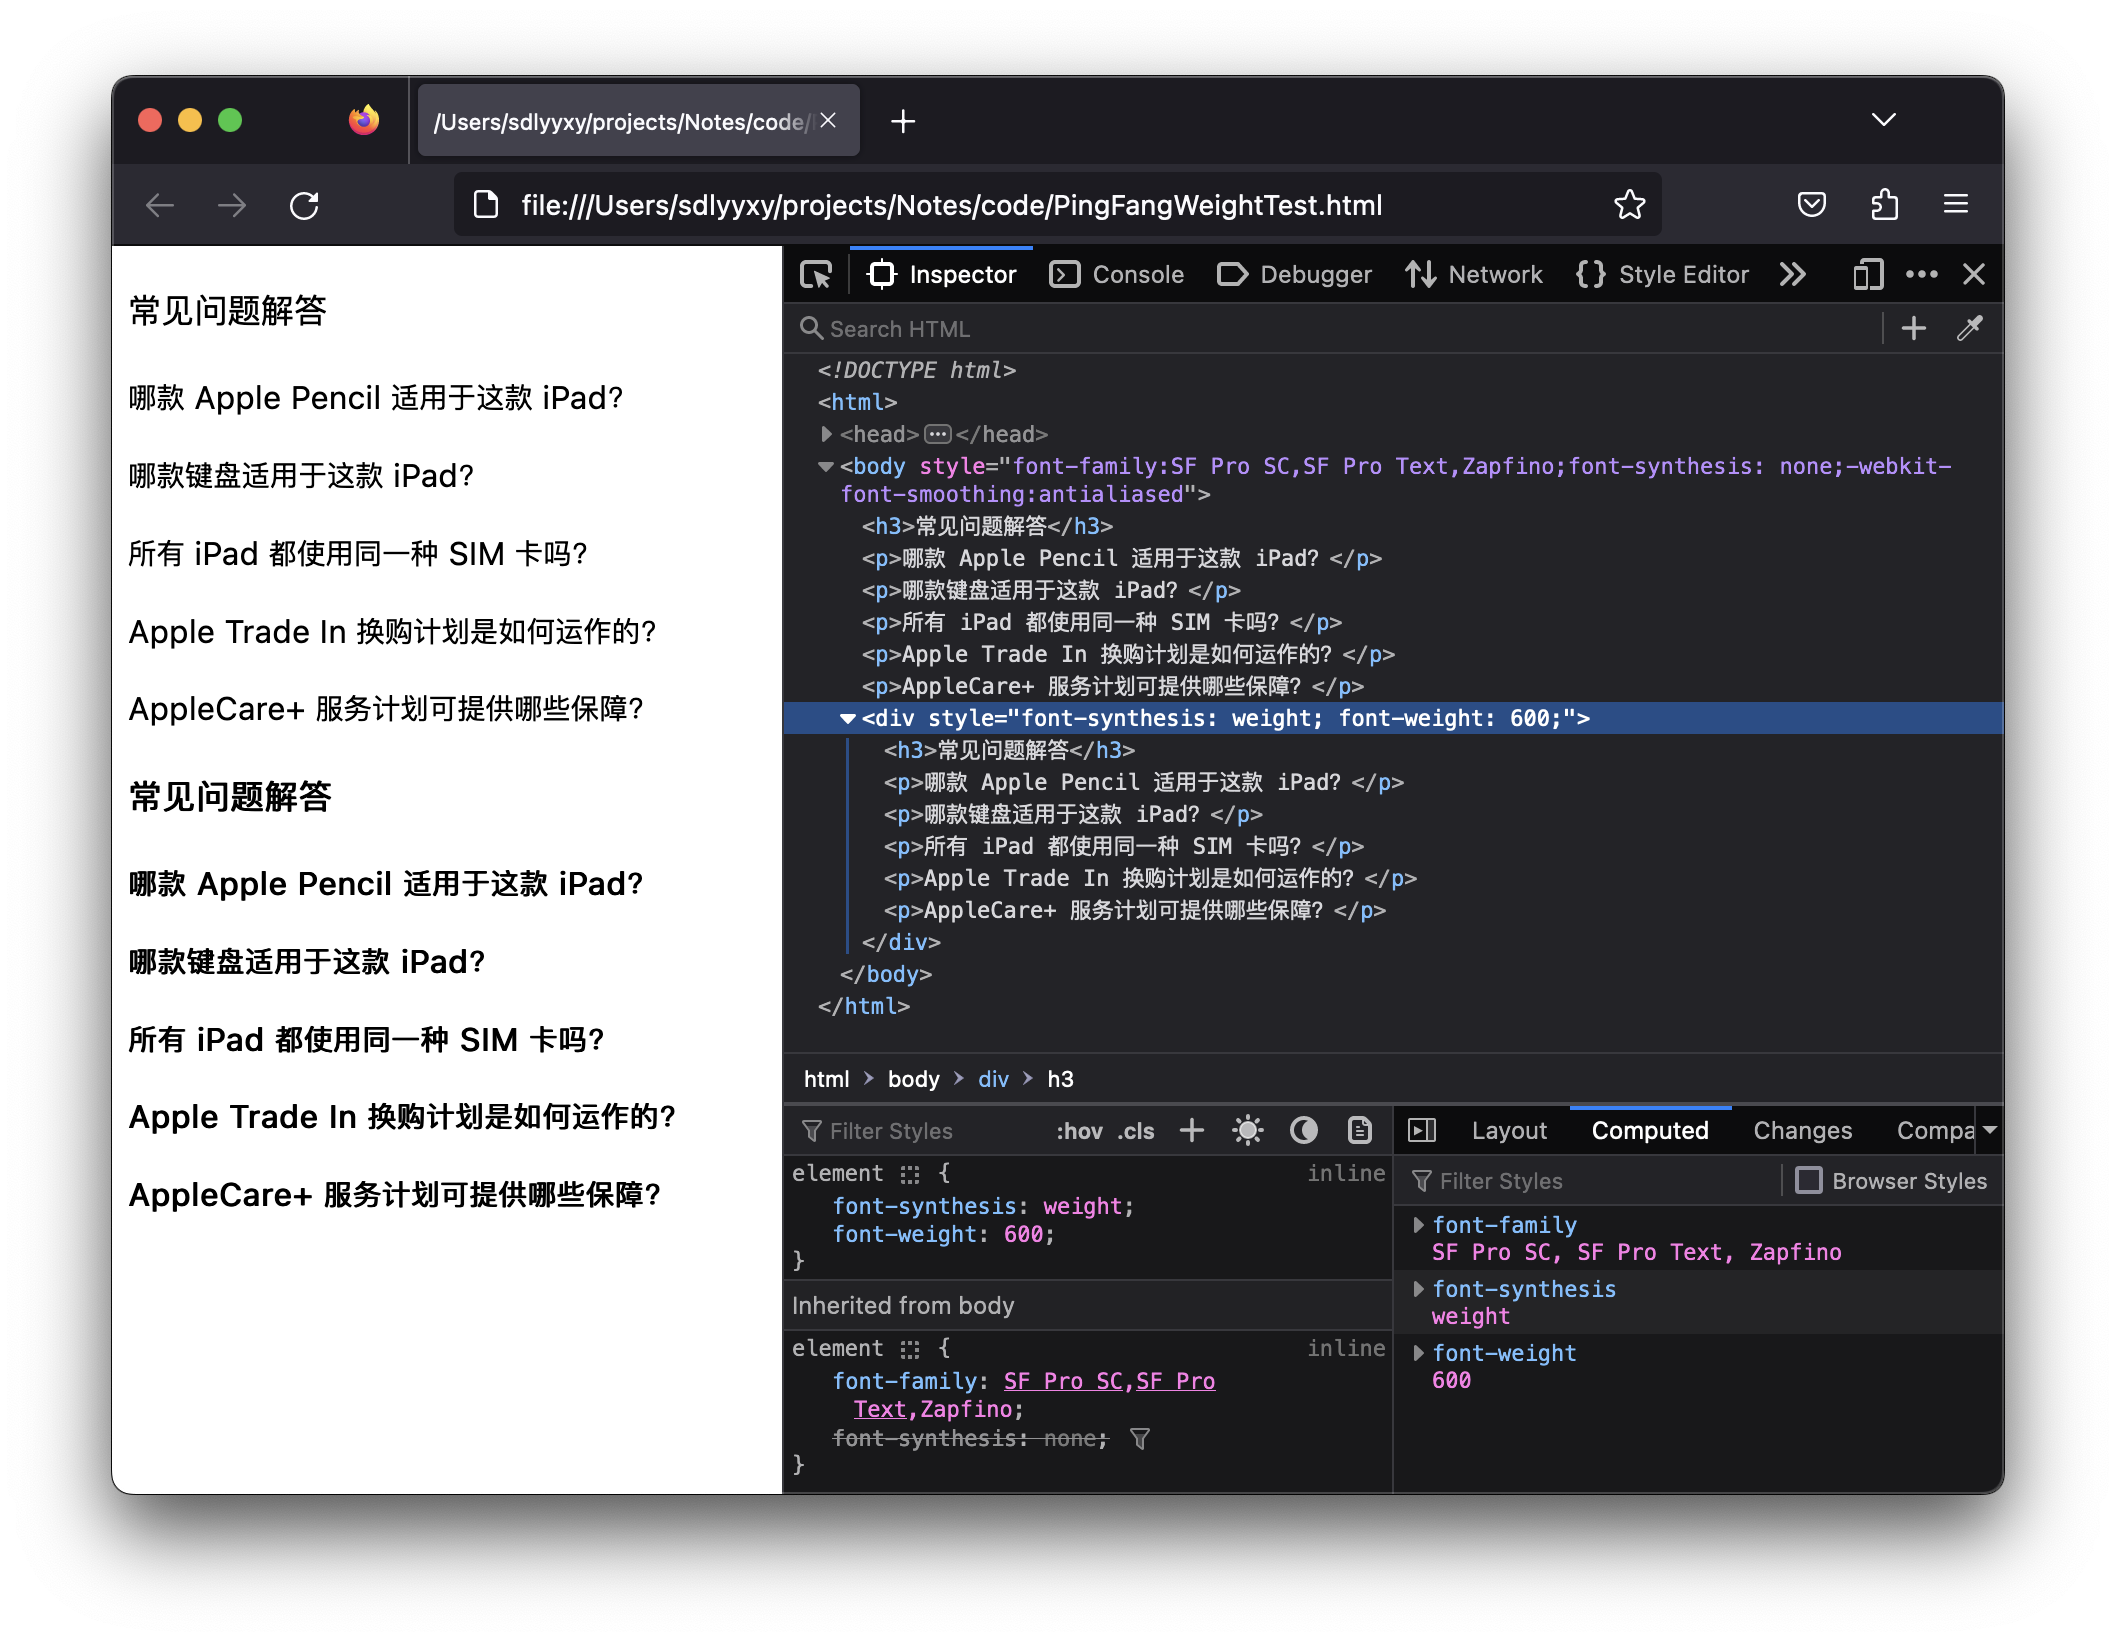 /Users/sdlyyxy/projects/Notes/code/
file:///Users/sdlyyxy/projects/Notes/code/PingFangWeightTest.html
常见问题解答
哪款 Apple Pencil 适用于这款 iPad?
哪款键盘适用于这款 iPad?
所有 iPad 都使用同一种 SIM 卡吗?
Apple Trade In 换购计划是如何运作的?
AppleCare+ 服务计划可提供哪些保障?
常见问题解答
哪款 Apple Pencil 适用于这款 iPad?
哪款键盘适用于这款 iPad?
所有 iPad 都使用同一种 SIM 卡吗?
Apple Trade In 换购计划是如何运作的?
AppleCare+ 服务计划可提供哪些保障?
Inspector Console Debugger Network Style Editor
Search HTML
<!DOCTYPE html>
<html>
<head>···</head>
<body style="font-family:SF Pro SC,SF Pro Text,Zapfino;font-synthesis: none;-webkit-
font-smoothing:antialiased">
<h3>常见问题解答</h3>
<p>哪款 Apple Pencil 适用于这款 iPad? </p>
<p>哪款键盘适用于这款 iPad? </p>
<p>所有 iPad 都使用同一种 SIM 卡吗? </p>
<p>Apple Trade In 换购计划是如何运作的? </p>
<p>AppleCare+ 服务计划可提供哪些保障? </p>
<div style="font-synthesis: weight; font-weight: 600;">
<h3>常见问题解答</h3>
<p>哪款 Apple Pencil 适用于这款 iPad? </p>
<p>哪款键盘适用于这款 iPad? </p>
<p>所有 iPad 都使用同一种 SIM 卡吗? </p>
<p>Apple Trade In 换购计划是如何运作的? </p>
<p>AppleCare+ 服务计划可提供哪些保障? </p>
</div>
</body>
</html>
html > body > div > h3
Filter Styles :hov .cls
element {
inline
font-synthesis: weight;
font-weight: 600;
}
Inherited from body
element {
inline
font-family: SF Pro SC,SF Pro
Text,Zapfino;
font-synthesis: none;
}
Layout Computed Changes Compa
Filter Styles Browser Styles
font-family
SF Pro SC, SF Pro Text, Zapfino
font-synthesis
weight
font-weight
600